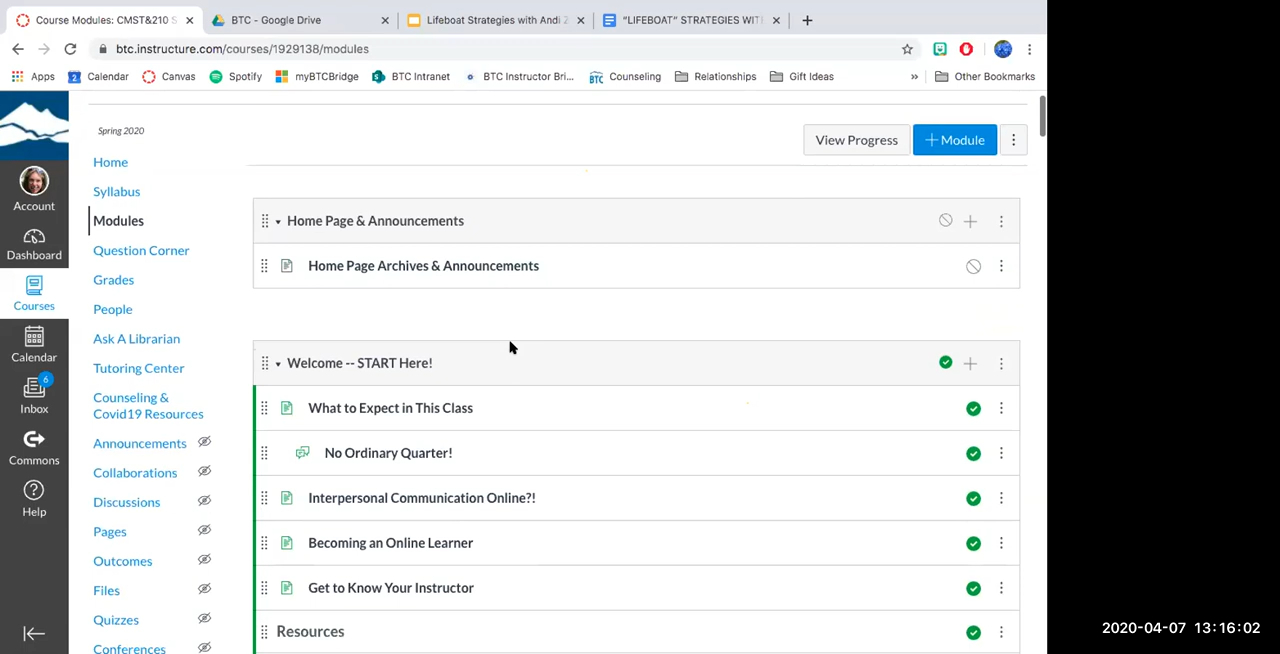 Course Modules: CMST&210 S
BTC - Google Drive
Lifeboat Strategies with Andi Z
"LIFEBOAT" STRATEGIES WIT
btc.instructure.com/courses/1929138/modules
Apps
2
Calendar
Canvas
Spotify
myBTCBridge
BTC Intranet
BTC Instructor Bri...
BTC
Counseling
Relationships
Gift Ideas
»
Other Bookmarks
Account
Dashboard
Courses
Calendar
6
Inbox
Commons
Help
Spring 2020
Home
Syllabus
Modules
Question Corner
Grades
People
Ask A Librarian
Tutoring Center
Counseling &
Covid19 Resources
Announcements
Collaborations
Discussions
Pages
Outcomes
Files
Quizzes
Conferences
View Progress
+ Module
Home Page & Announcements
Home Page Archives & Announcements
Welcome -- START Here!
What to Expect in This Class
No Ordinary Quarter!
Interpersonal Communication Online?!
Becoming an Online Learner
Get to Know Your Instructor
Resources
2020-04-07 13:16:02